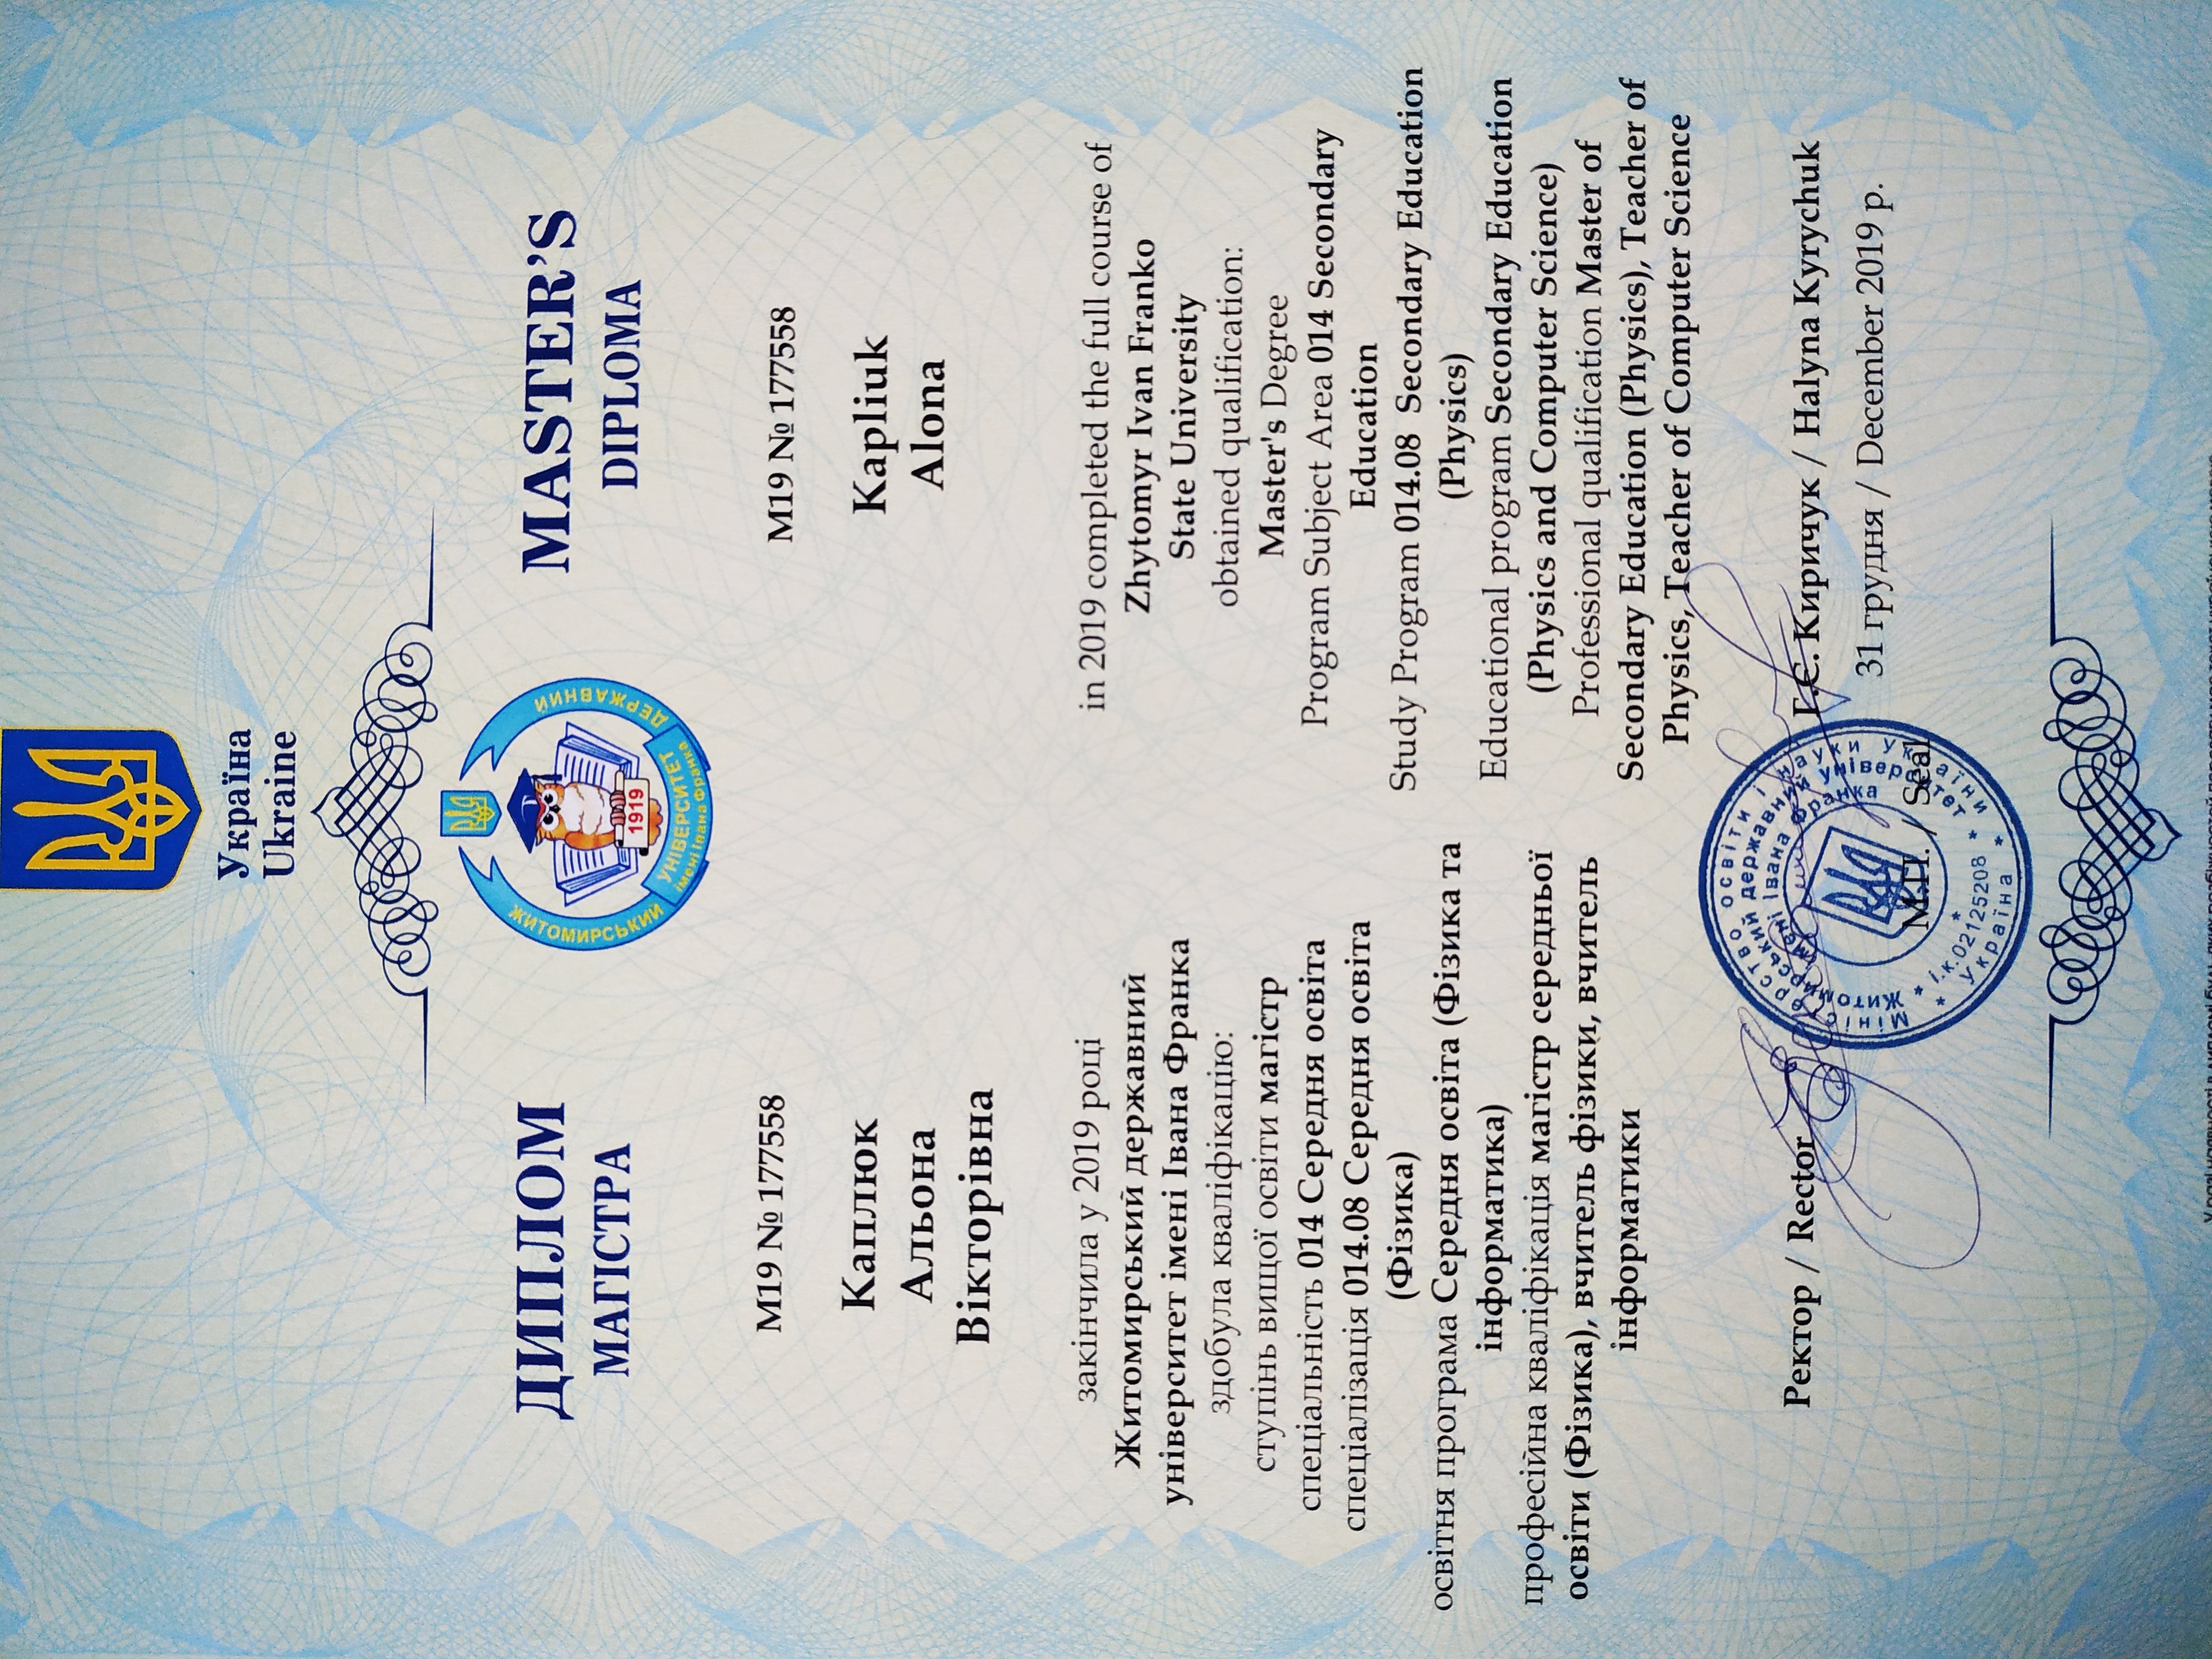 Україна
Ukraine
ЖИТОМИРСЬКИЙ ДЕРЖАВНИЙ
УНІВЕРСИТЕТ
імені Івана Франка
1919
ДИПЛОМ
МАГІСТРА
М19 № 177558
Каплюк
Альона
Вікторівна
закінчила у 2019 році
Житомирський державний
університет імені Івана Франка
здобула кваліфікацію:
ступінь вищої освіти магістр
спеціальність 014 Середня освіта
спеціалізація 014.08 Середня освіта
(Фізика)
освітня програма Середня освіта (Фізика та
інформатика)
професійна кваліфікація магістр середньої
освіти (Фізика), вчитель фізики, вчитель
інформатики
MASTER'S
DIPLOMA
М19 № 177558
Kapliuk
Alona
in 2019 completed the full course of
Zhytomyr Ivan Franko
State University
obtained qualification:
Master's Degree
Program Subject Area 014 Secondary
Education
Study Program 014.08 Secondary Education
(Physics)
Educational program Secondary Education
(Physics and Computer Science)
Professional qualification Master of
Secondary Education (Physics), Teacher of
Physics, Teacher of Computer Science
Ректор / Rector
Г.Є. Киричук / Halyna Kyrychuk
31 грудня / December 2019 р.
М.П. / Seal
Міністерство освіти і науки України
Житомирський державний університет
імені Івана Франка
* і.к.02125208 *
* Україна *